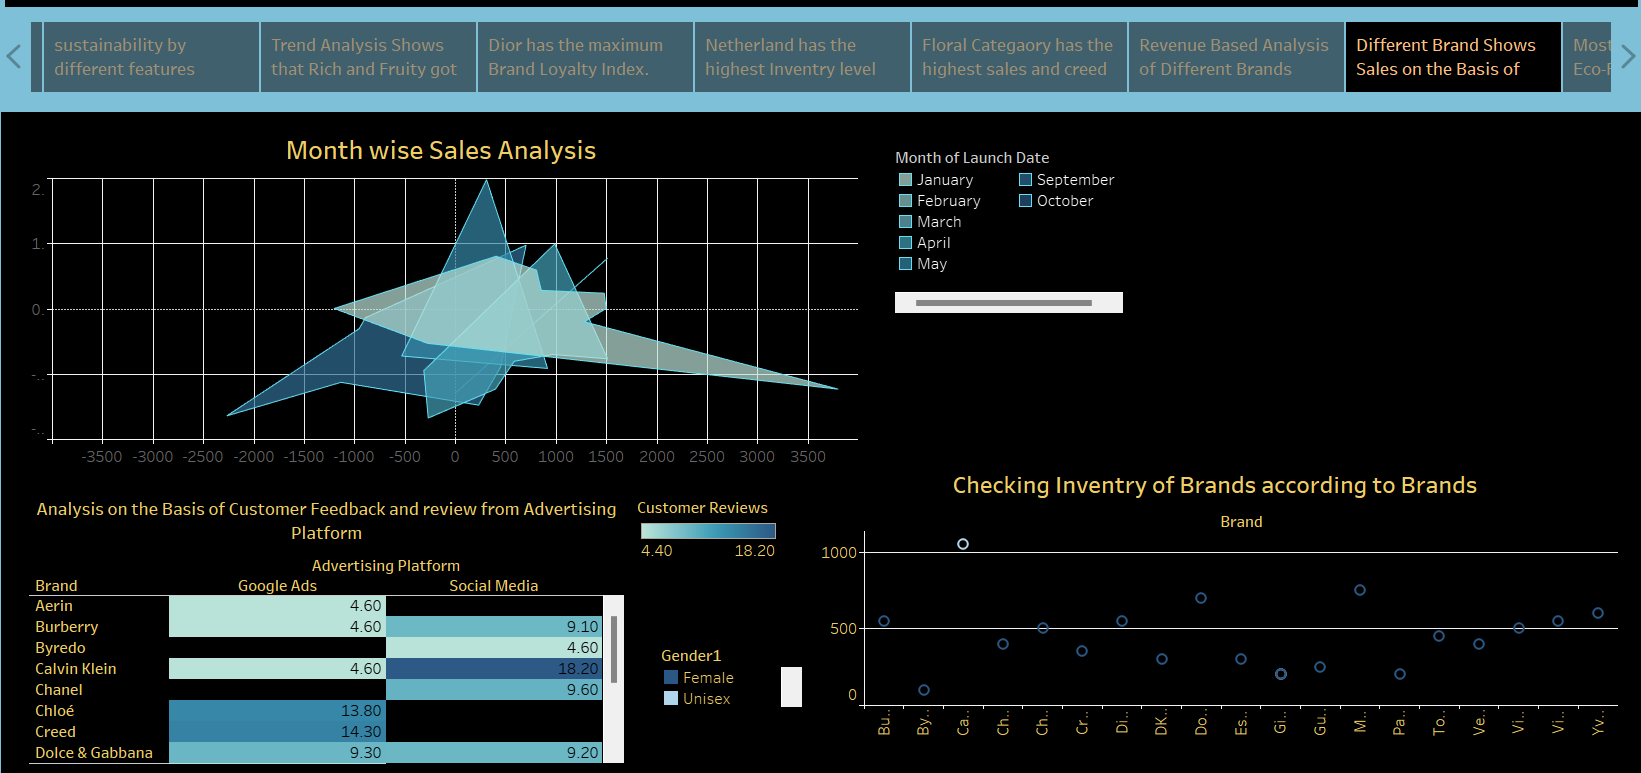 sustainability by
different features
Trend Analysis Shows
that Rich and Fruity got
Dior has the maximum
Brand Loyalty Index.
Netherland has the
highest Inventry level
Floral Categaory has the
highest sales and creed
Revenue Based Analysis
of Different Brands
Different Brand Shows
Sales on the Basis of
Most
Month wise Sales Analysis
2.
1.
0.
-..
-..
-3500 -3000 -2500 -2000 -1500 -1000 -500 0 500 1000 1500 2000 2500 3000 3500
Month of Launch Date
January
February
March
April
May
September
October
Analysis on the Basis of Customer Feedback and review from Advertising
Platform
Advertising Platform
Brand Google Ads Social Media
Aerin 4.60
Burberry 4.60 9.10
Byredo 4.60
Calvin Klein 4.60 18.20
Chanel 9.60
Chloé 13.80
Creed 14.30
Dolce & Gabbana 9.30 9.20
Customer Reviews
4.40 18.20
Gender1
Female
Unisex
Checking Inventry of Brands according to Brands
Brand
1000
500
0
Bu.. By.. Ca.. Ch.. Ch.. Cr.. Di.. DK.. Do.. Es.. Gi.. Gu.. M.. Pa.. To.. Ve.. Vi.. Vi.. Yv..